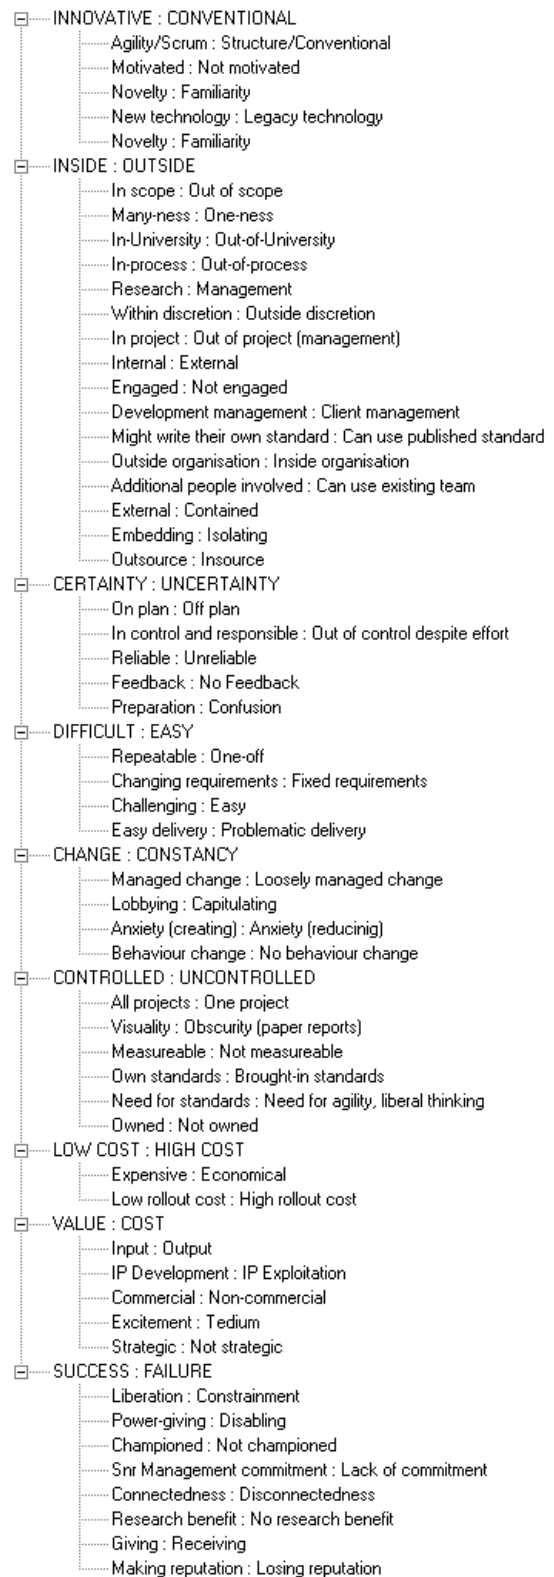 INNOVATIVE : CONVENTIONAL
Agility/Scrum : Structure/Conventional
Motivated : Not motivated
Novelty : Familiarity
New technology : Legacy technology
Novelty : Familiarity
INSIDE : OUTSIDE
In scope : Out of scope
Many-ness : One-ness
In-University : Out-of-University
In-process : Out-of-process
Research : Management
Within discretion : Outside discretion
In project : Out of project (management)
Internal : External
Engaged : Not engaged
Development management : Client management
Might write their own standard : Can use published standard
Outside organisation : Inside organisation
Additional people involved : Can use existing team
External : Contained
Embedding : Isolating
Outsource : Insource
CERTAINTY : UNCERTAINTY
On plan : Off plan
In control and responsible : Out of control despite effort
Reliable : Unreliable
Feedback : No Feedback
Preparation : Confusion
DIFFICULT : EASY
Repeatable : One-off
Changing requirements : Fixed requirements
Challenging : Easy
Easy delivery : Problematic delivery
CHANGE : CONSTANCY
Managed change : Loosely managed change
Lobbying : Capitulating
Anxiety (creating) : Anxiety (reducinig)
Behaviour change : No behaviour change
CONTROLLED : UNCONTROLLED
All projects : One project
Visuality : Obscurity (paper reports)
Measureable : Not measureable
Own standards : Brought-in standards
Need for standards : Need for agility, liberal thinking
Owned : Not owned
LOW COST : HIGH COST
Expensive : Economical
Low rollout cost : High rollout cost
VALUE : COST
Input : Output
IP Development : IP Exploitation
Commercial : Non-commercial
Excitement : Tedium
Strategic : Not strategic
SUCCESS : FAILURE
Liberation : Constrainment
Power-giving : Disabling
Championed : Not championed
Snr Management commitment : Lack of commitment
Connectedness : Disconnectedness
Research benefit : No research benefit
Giving : Receiving
Making reputation : Losing reputation